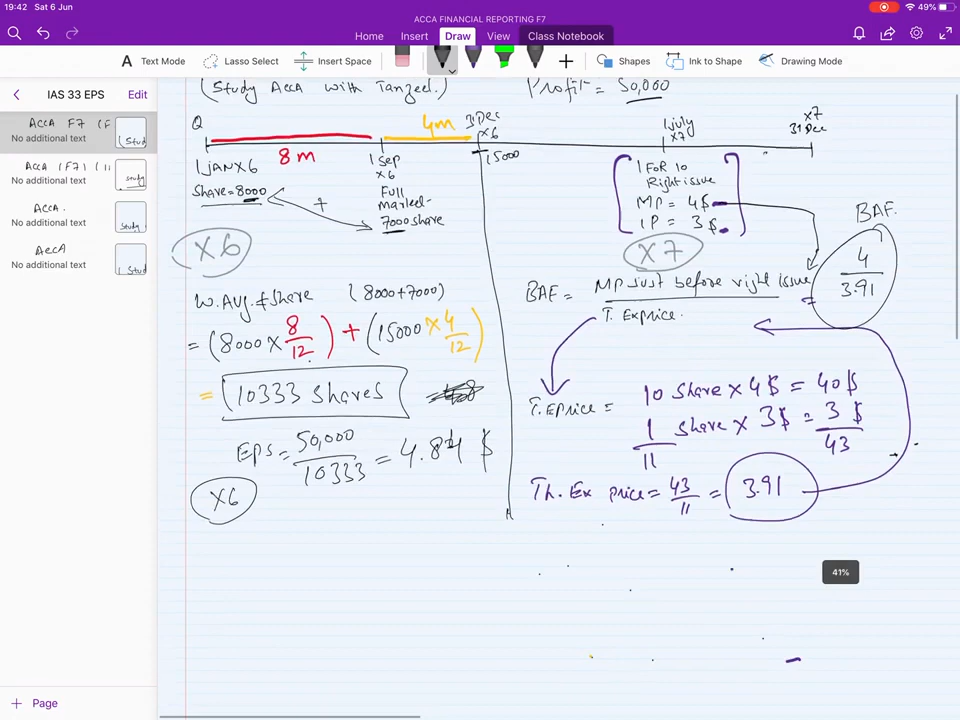 19:42 Sat 6 Jun
49%
ACCA FINANCIAL REPORTING F7
Home Insert Draw View Class Notebook
Text Mode Lasso Select Insert Space Shapes Ink to Shape Drawing Mode
IAS 33 EPS Edit
ACCA F7 (F
No additional text
ACCA (F7) ( 1(
No additional text
ACCA.
No additional text
ACCA
No additional text
Page
(Study Acca with Tanzeel.)
Profit = 50,000
Q
8 m
4m
31 Dec
x6
1 JAN X6
Share = 8000
1 Sep
x6
Full
market
7000 share
+
15000
1 july
x7
x7
31 Dec
1 FOR 10
Right issue
MP = 4$
IP = 3 $
X6
X7
BAF.
4
3.91
W. Avg. # Share (8000+7000)
= (8000 × 8/12) + (15000 × 4/12)
= 10333 Shares
EPS = 50,000/10333 = 4.84 $
X6
BAF = MP Just before right issue =
T. Ex price.
T. E price =
10 Share × 4$ = 40 $
1 Share × 3$ = 3 $
11
43
Th. Ex price = 43/11 = 3.91
41%